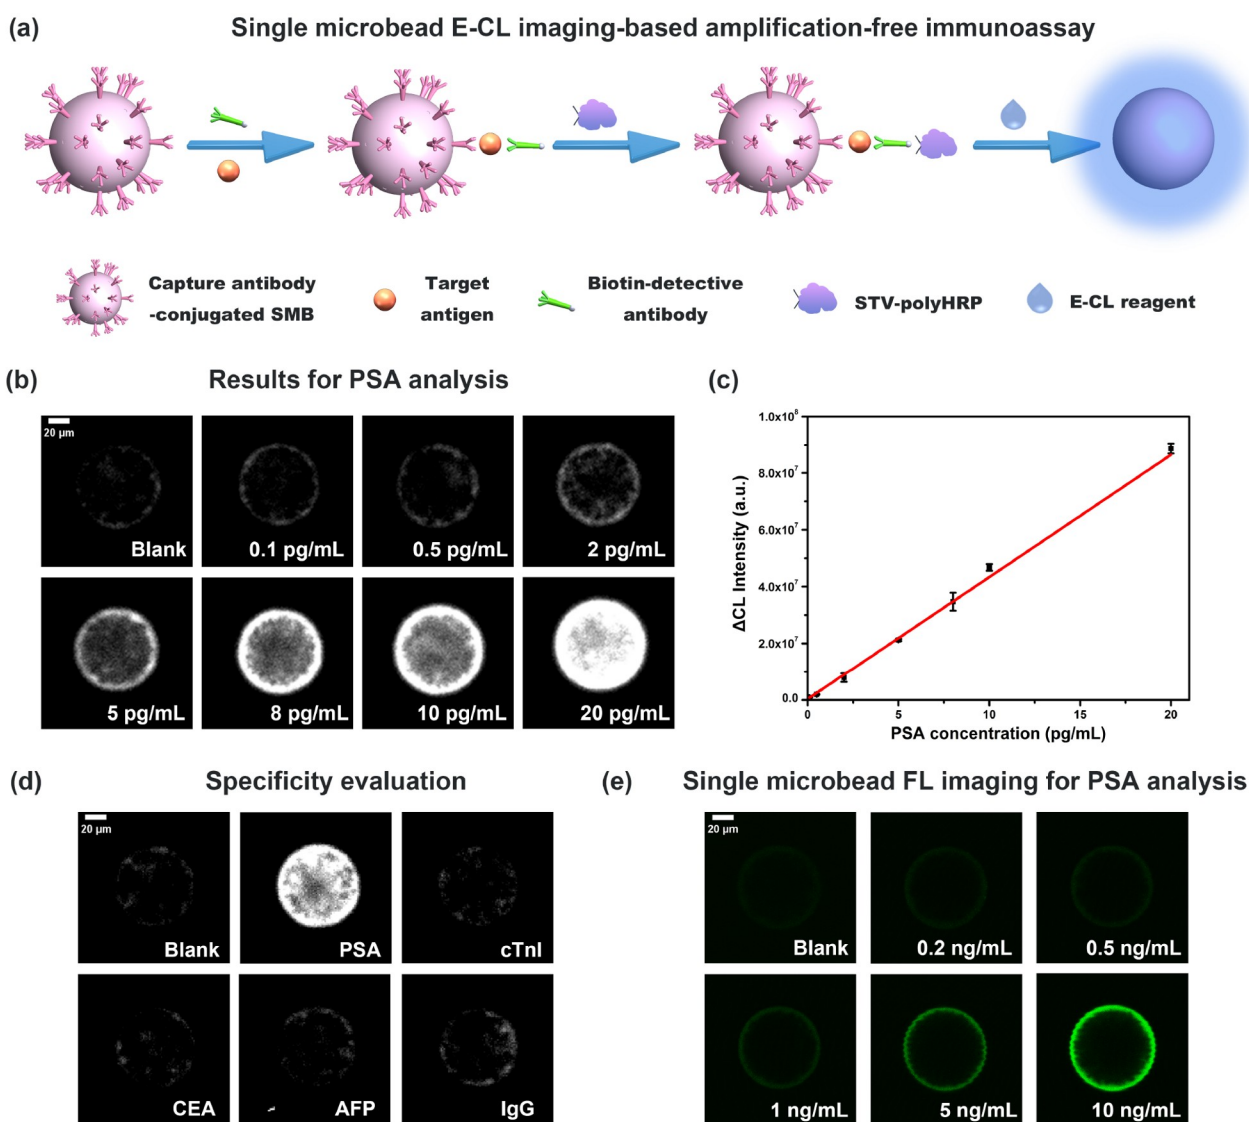 (a)
Single microbead E-CL imaging-based amplification-free immunoassay
Capture antibody
-conjugated SMB
Target
antigen
Biotin-detective
antibody
STV-polyHRP
E-CL reagent
(b)
Results for PSA analysis
20 μm
Blank
0.1 pg/mL
0.5 pg/mL
2 pg/mL
5 pg/mL
8 pg/mL
10 pg/mL
20 pg/mL
(c)
1.0x10⁸
8.0x10⁷
6.0x10⁷
4.0x10⁷
2.0x10⁷
0.0
ΔCL Intensity (a.u.)
0 5 10 15 20
PSA concentration (pg/mL)
(d)
Specificity evaluation
20 μm
Blank
PSA
cTnI
CEA
AFP
IgG
(e)
Single microbead FL imaging for PSA analysis
20 μm
Blank
0.2 ng/mL
0.5 ng/mL
1 ng/mL
5 ng/mL
10 ng/mL